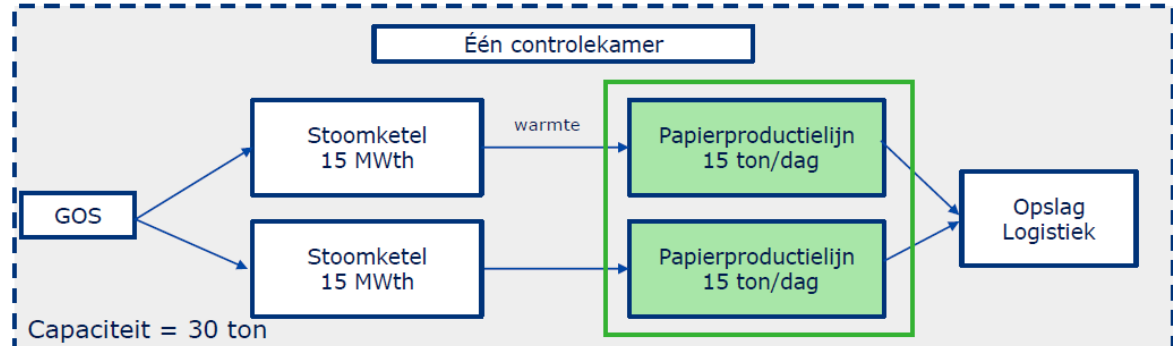 Één controlekamer
Stoomketel
15 MWth
warmte
Papierproductielijn
15 ton/dag
GOS
Stoomketel
15 MWth
Papierproductielijn
15 ton/dag
Opslag
Logistiek
Capaciteit = 30 ton